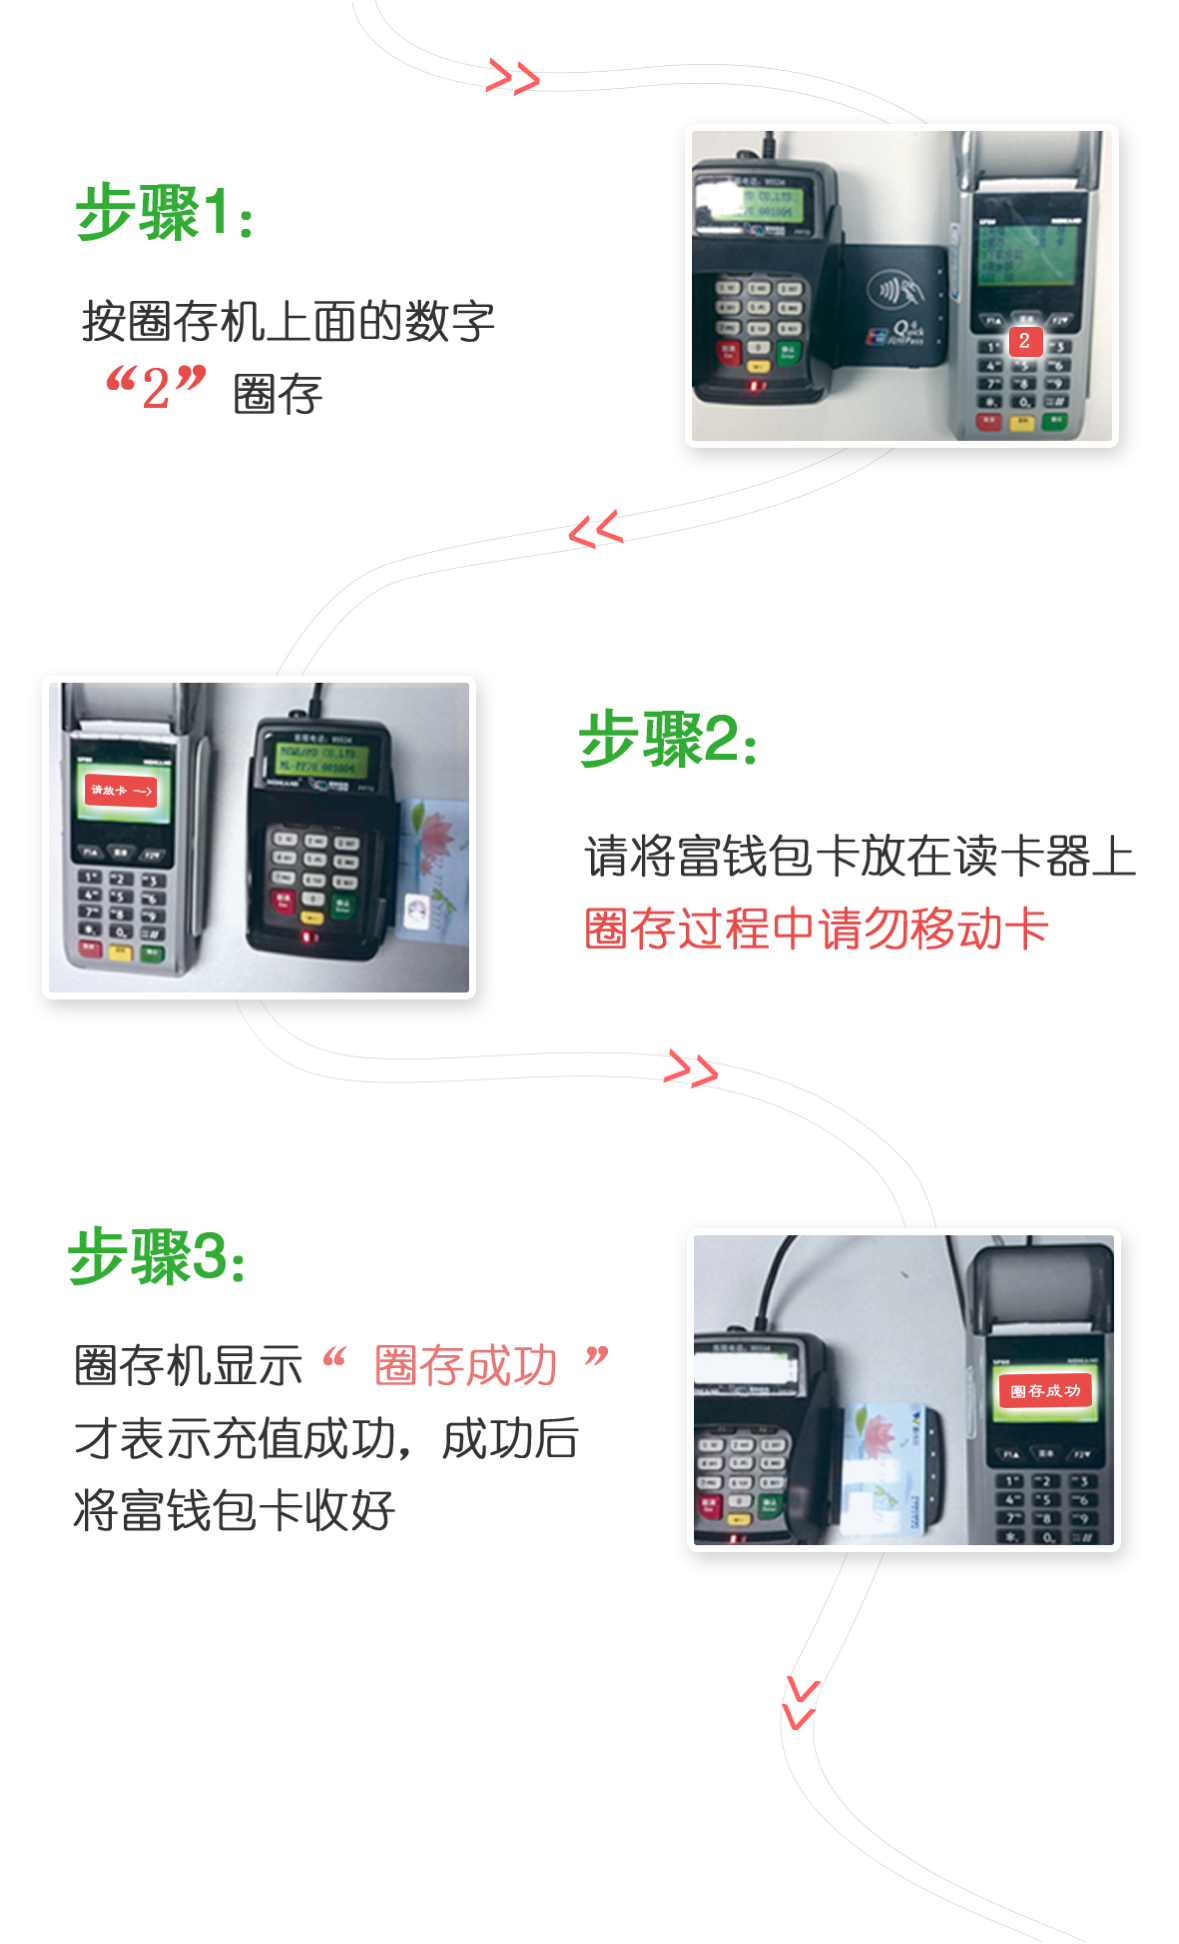 步骤1：
按圈存机上面的数字
“2”圈存
2
步骤2：
请将富钱包卡放在读卡器上
圈存过程中请勿移动卡
请放卡 -->
步骤3：
圈存机显示“ 圈存成功 ”
才表示充值成功，成功后
将富钱包卡收好
圈存成功